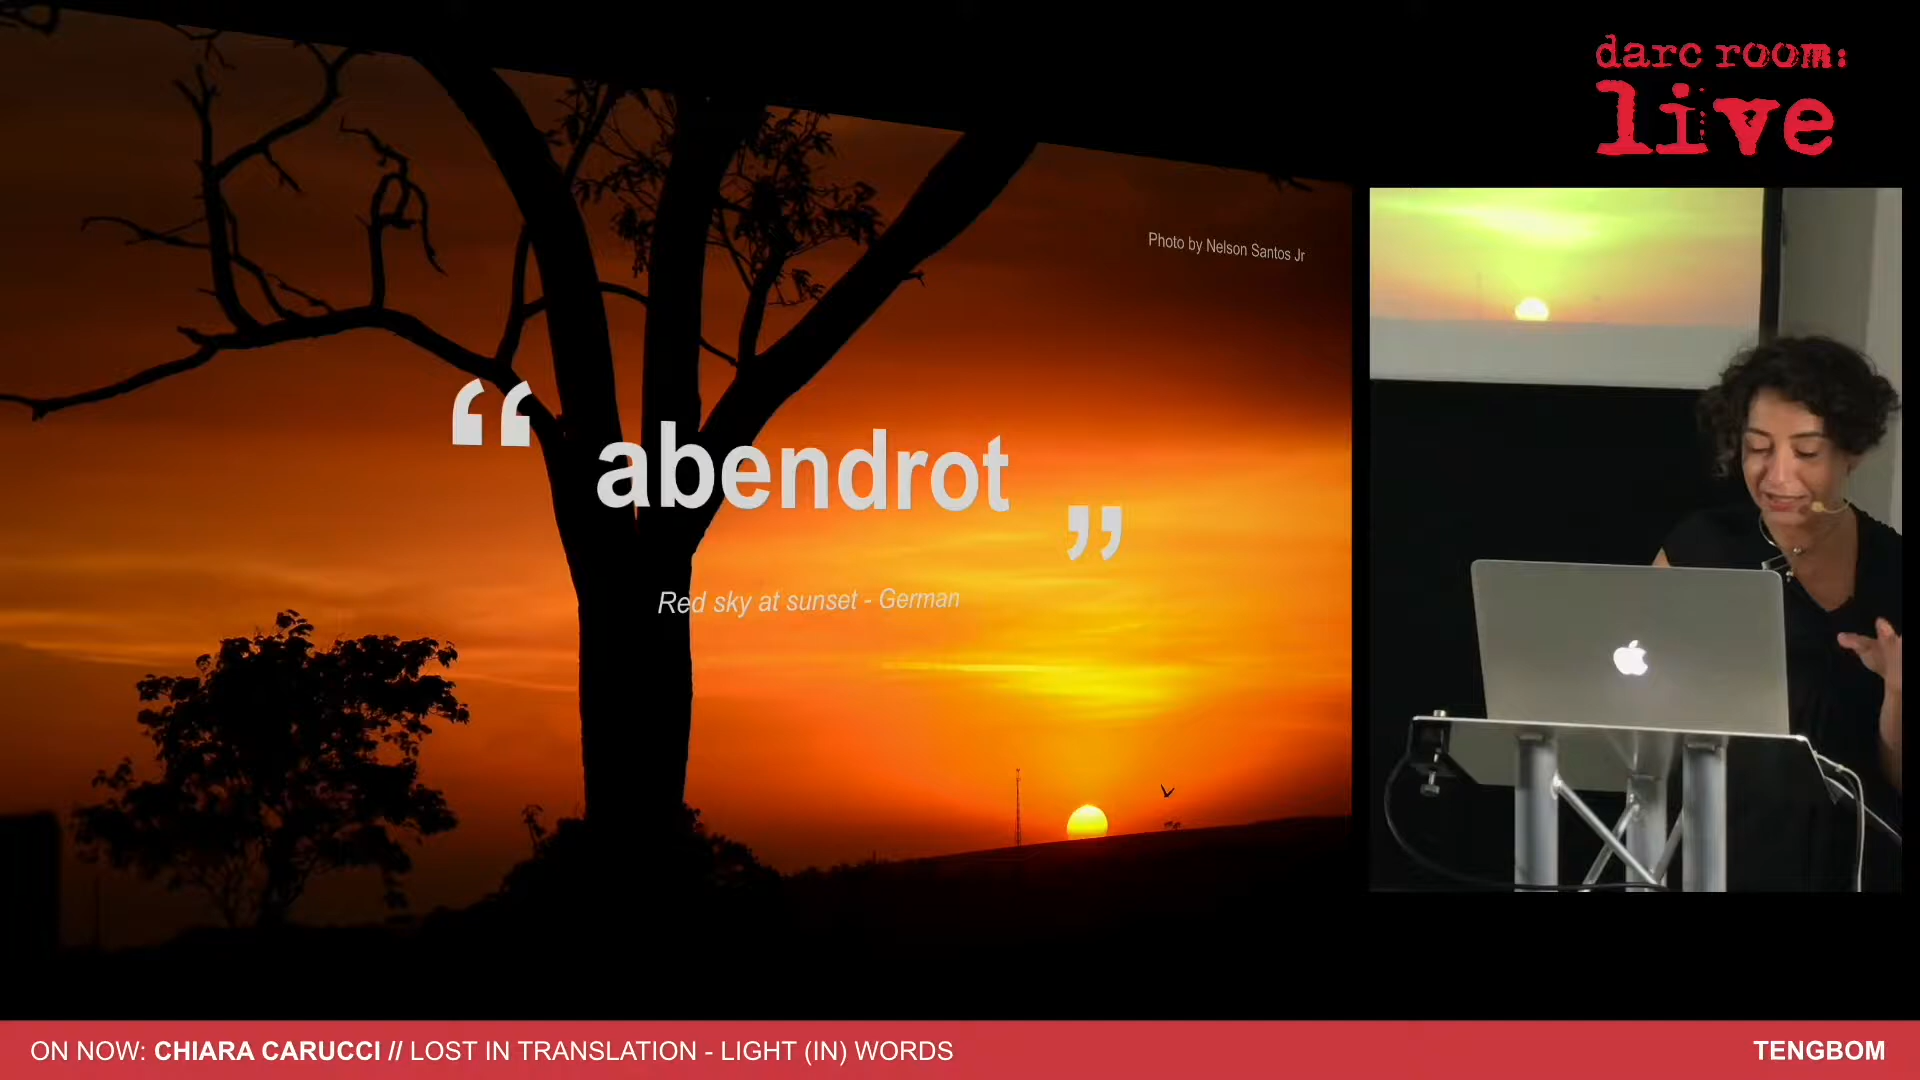 darc room:
live
Photo by Nelson Santos Jr
“ abendrot ”
Red sky at sunset - German
ON NOW: CHIARA CARUCCI // LOST IN TRANSLATION - LIGHT (IN) WORDS
TENGBOM